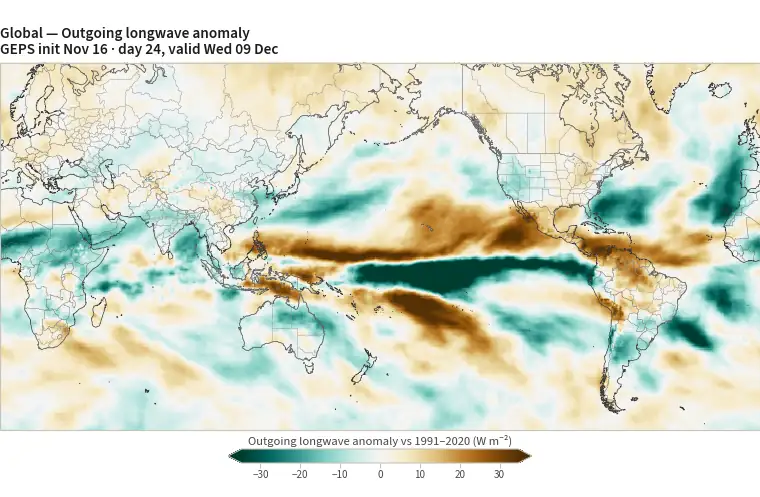 Global — Outgoing longwave anomaly
GEPS init Nov 16 · day 24, valid Wed 09 Dec
Outgoing longwave anomaly vs 1991–2020 (W m⁻²)
−30 −20 −10 0 10 20 30